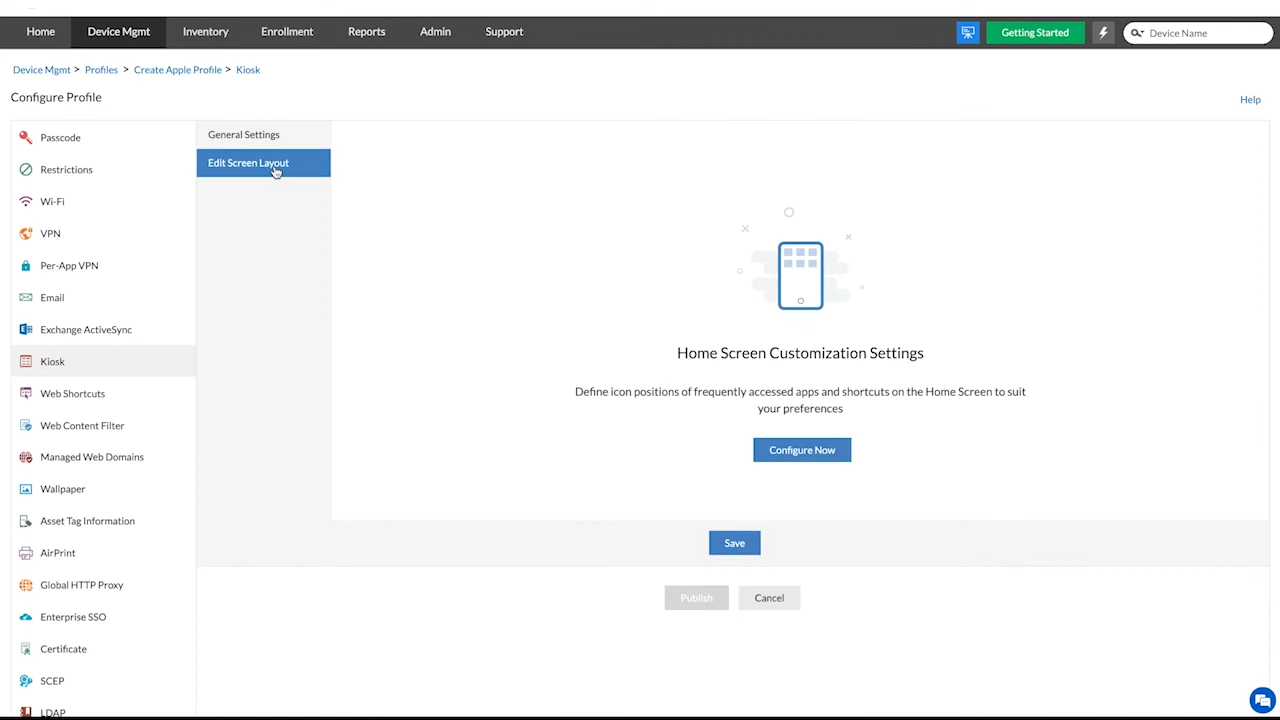 Home
Device Mgmt
Inventory
Enrollment
Reports
Admin
Support
Getting Started
Device Name
Device Mgmt > Profiles > Create Apple Profile > Kiosk
Configure Profile
Help
Passcode
Restrictions
Wi-Fi
VPN
Per-App VPN
Email
Exchange ActiveSync
Kiosk
Web Shortcuts
Web Content Filter
Managed Web Domains
Wallpaper
Asset Tag Information
AirPrint
Global HTTP Proxy
Enterprise SSO
Certificate
SCEP
LDAP
General Settings
Edit Screen Layout
Home Screen Customization Settings
Define icon positions of frequently accessed apps and shortcuts on the Home Screen to suit
your preferences
Configure Now
Save
Publish
Cancel